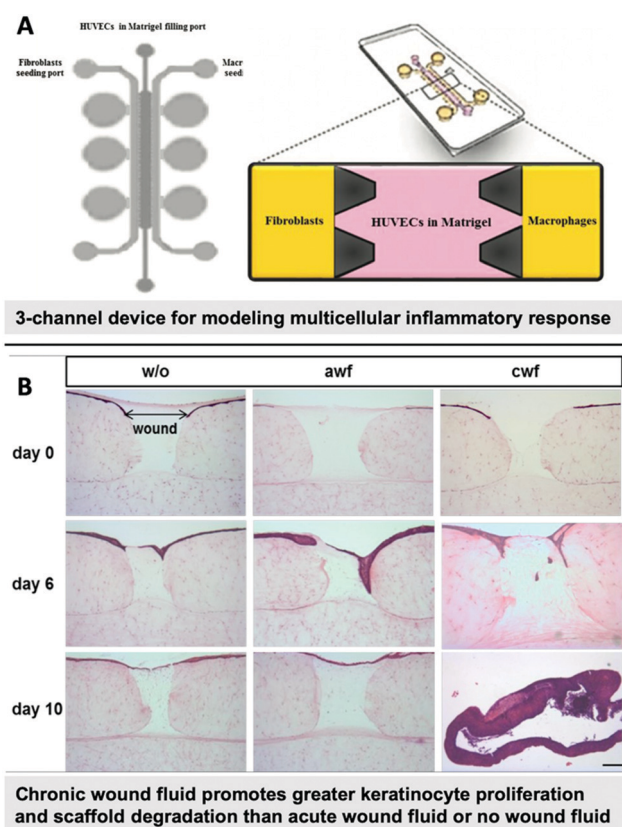 A
HUVECs in Matrigel filling port
Fibroblasts
seeding port
Fibroblasts
HUVECs in Matrigel
Macrophages
3-channel device for modeling multicellular inflammatory response
B
w/o
awf
cwf
day 0
wound
day 6
day 10
Chronic wound fluid promotes greater keratinocyte proliferation
and scaffold degradation than acute wound fluid or no wound fluid